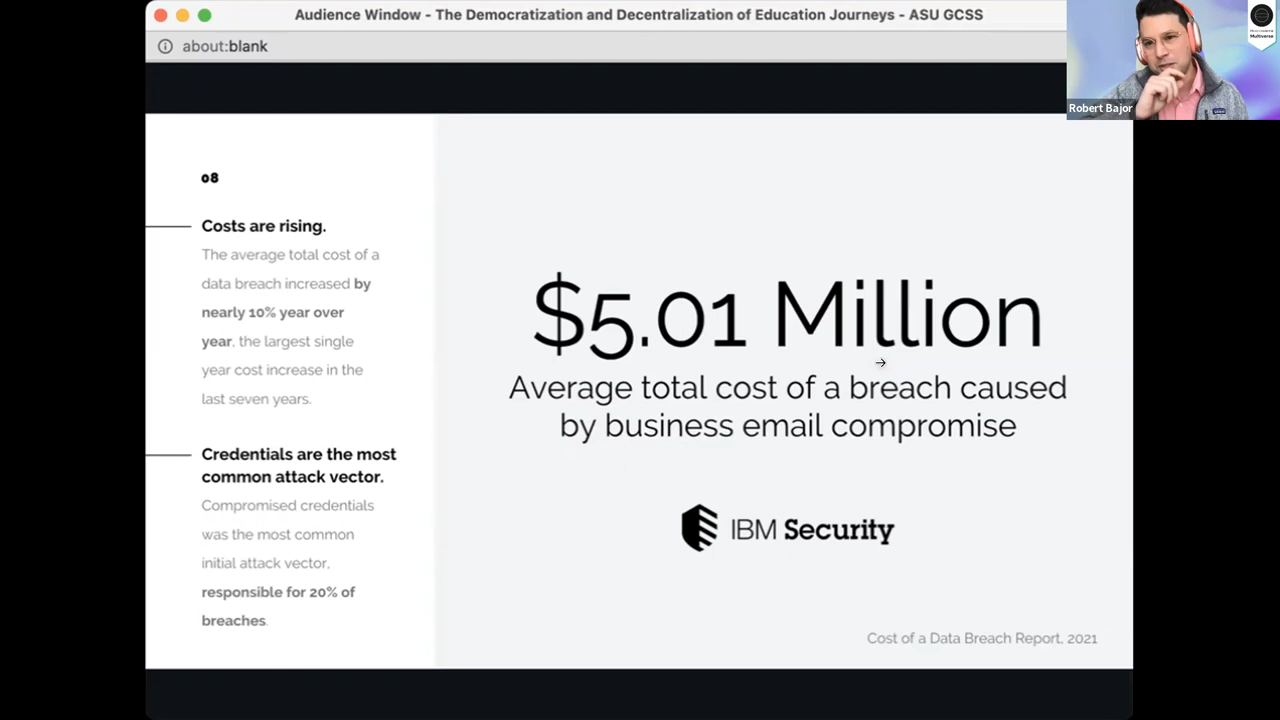 Audience Window - The Democratization and Decentralization of Education Journeys - ASU GCSS
about:blank
Robert Bajor
Multiverse
08
Costs are rising.
The average total cost of a
data breach increased by
nearly 10% year over
year, the largest single
year cost increase in the
last seven years.
Credentials are the most
common attack vector.
Compromised credentials
was the most common
initial attack vector,
responsible for 20% of
breaches.
$5.01 Million
Average total cost of a breach caused
by business email compromise
IBM Security
Cost of a Data Breach Report, 2021